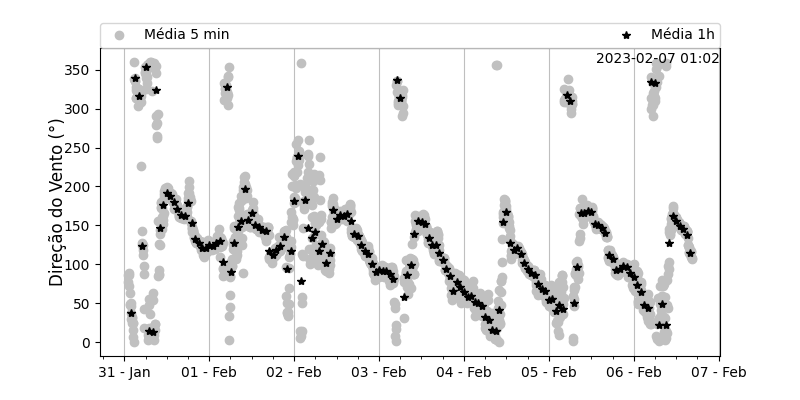 Média 5 min
Média 1h
2023-02-07 01:02
Direção do Vento (°)
350
300
250
200
150
100
50
0
31 - Jan
01 - Feb
02 - Feb
03 - Feb
04 - Feb
05 - Feb
06 - Feb
07 - Feb